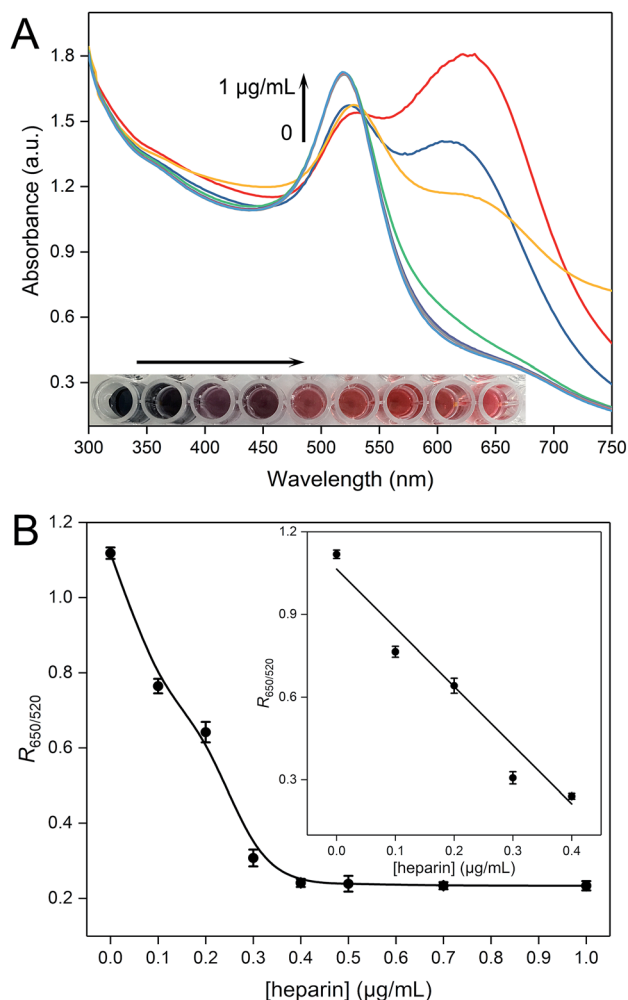 A
Absorbance (a.u.)
1.8
1.5
1.2
0.9
0.6
0.3
1 μg/mL
0
300 350 400 450 500 550 600 650 700 750
Wavelength (nm)
B
R650/520
1.2
1.0
0.8
0.6
0.4
0.2
0.0 0.1 0.2 0.3 0.4 0.5 0.6 0.7 0.8 0.9 1.0
[heparin] (μg/mL)
R650/520
1.2
0.9
0.6
0.3
0.0 0.1 0.2 0.3 0.4
[heparin] (μg/mL)